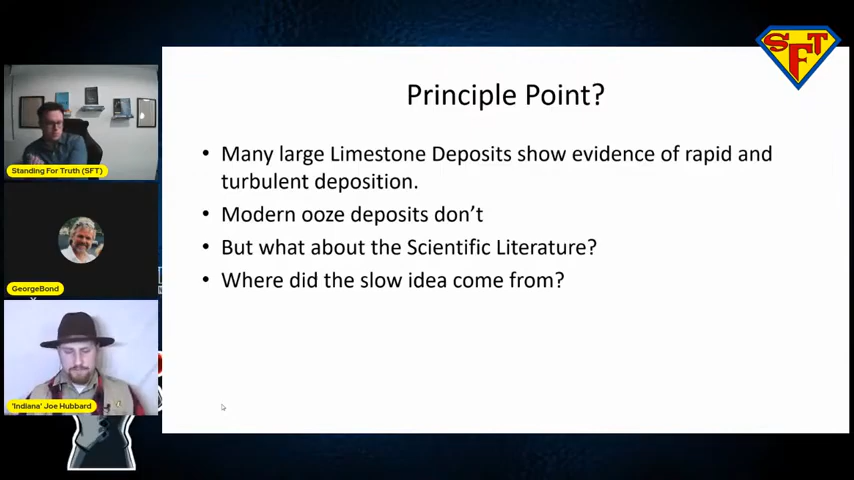 SFT
Principle Point?
• Many large Limestone Deposits show evidence of rapid and
turbulent deposition.
• Modern ooze deposits don't
• But what about the Scientific Literature?
• Where did the slow idea come from?
Standing For Truth (SFT)
GeorgeBond
'Indiana' Joe Hubbard